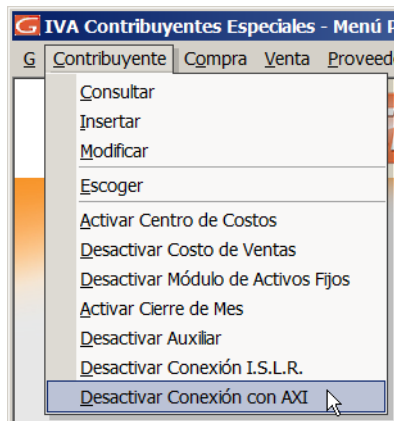 G IVA Contribuyentes Especiales - Menú P
G Contribuyente Compra Venta Proveed
Consultar
Insertar
Modificar
Escoger
Activar Centro de Costos
Desactivar Costo de Ventas
Desactivar Módulo de Activos Fijos
Activar Cierre de Mes
Desactivar Auxiliar
Desactivar Conexión I.S.L.R.
Desactivar Conexión con AXI